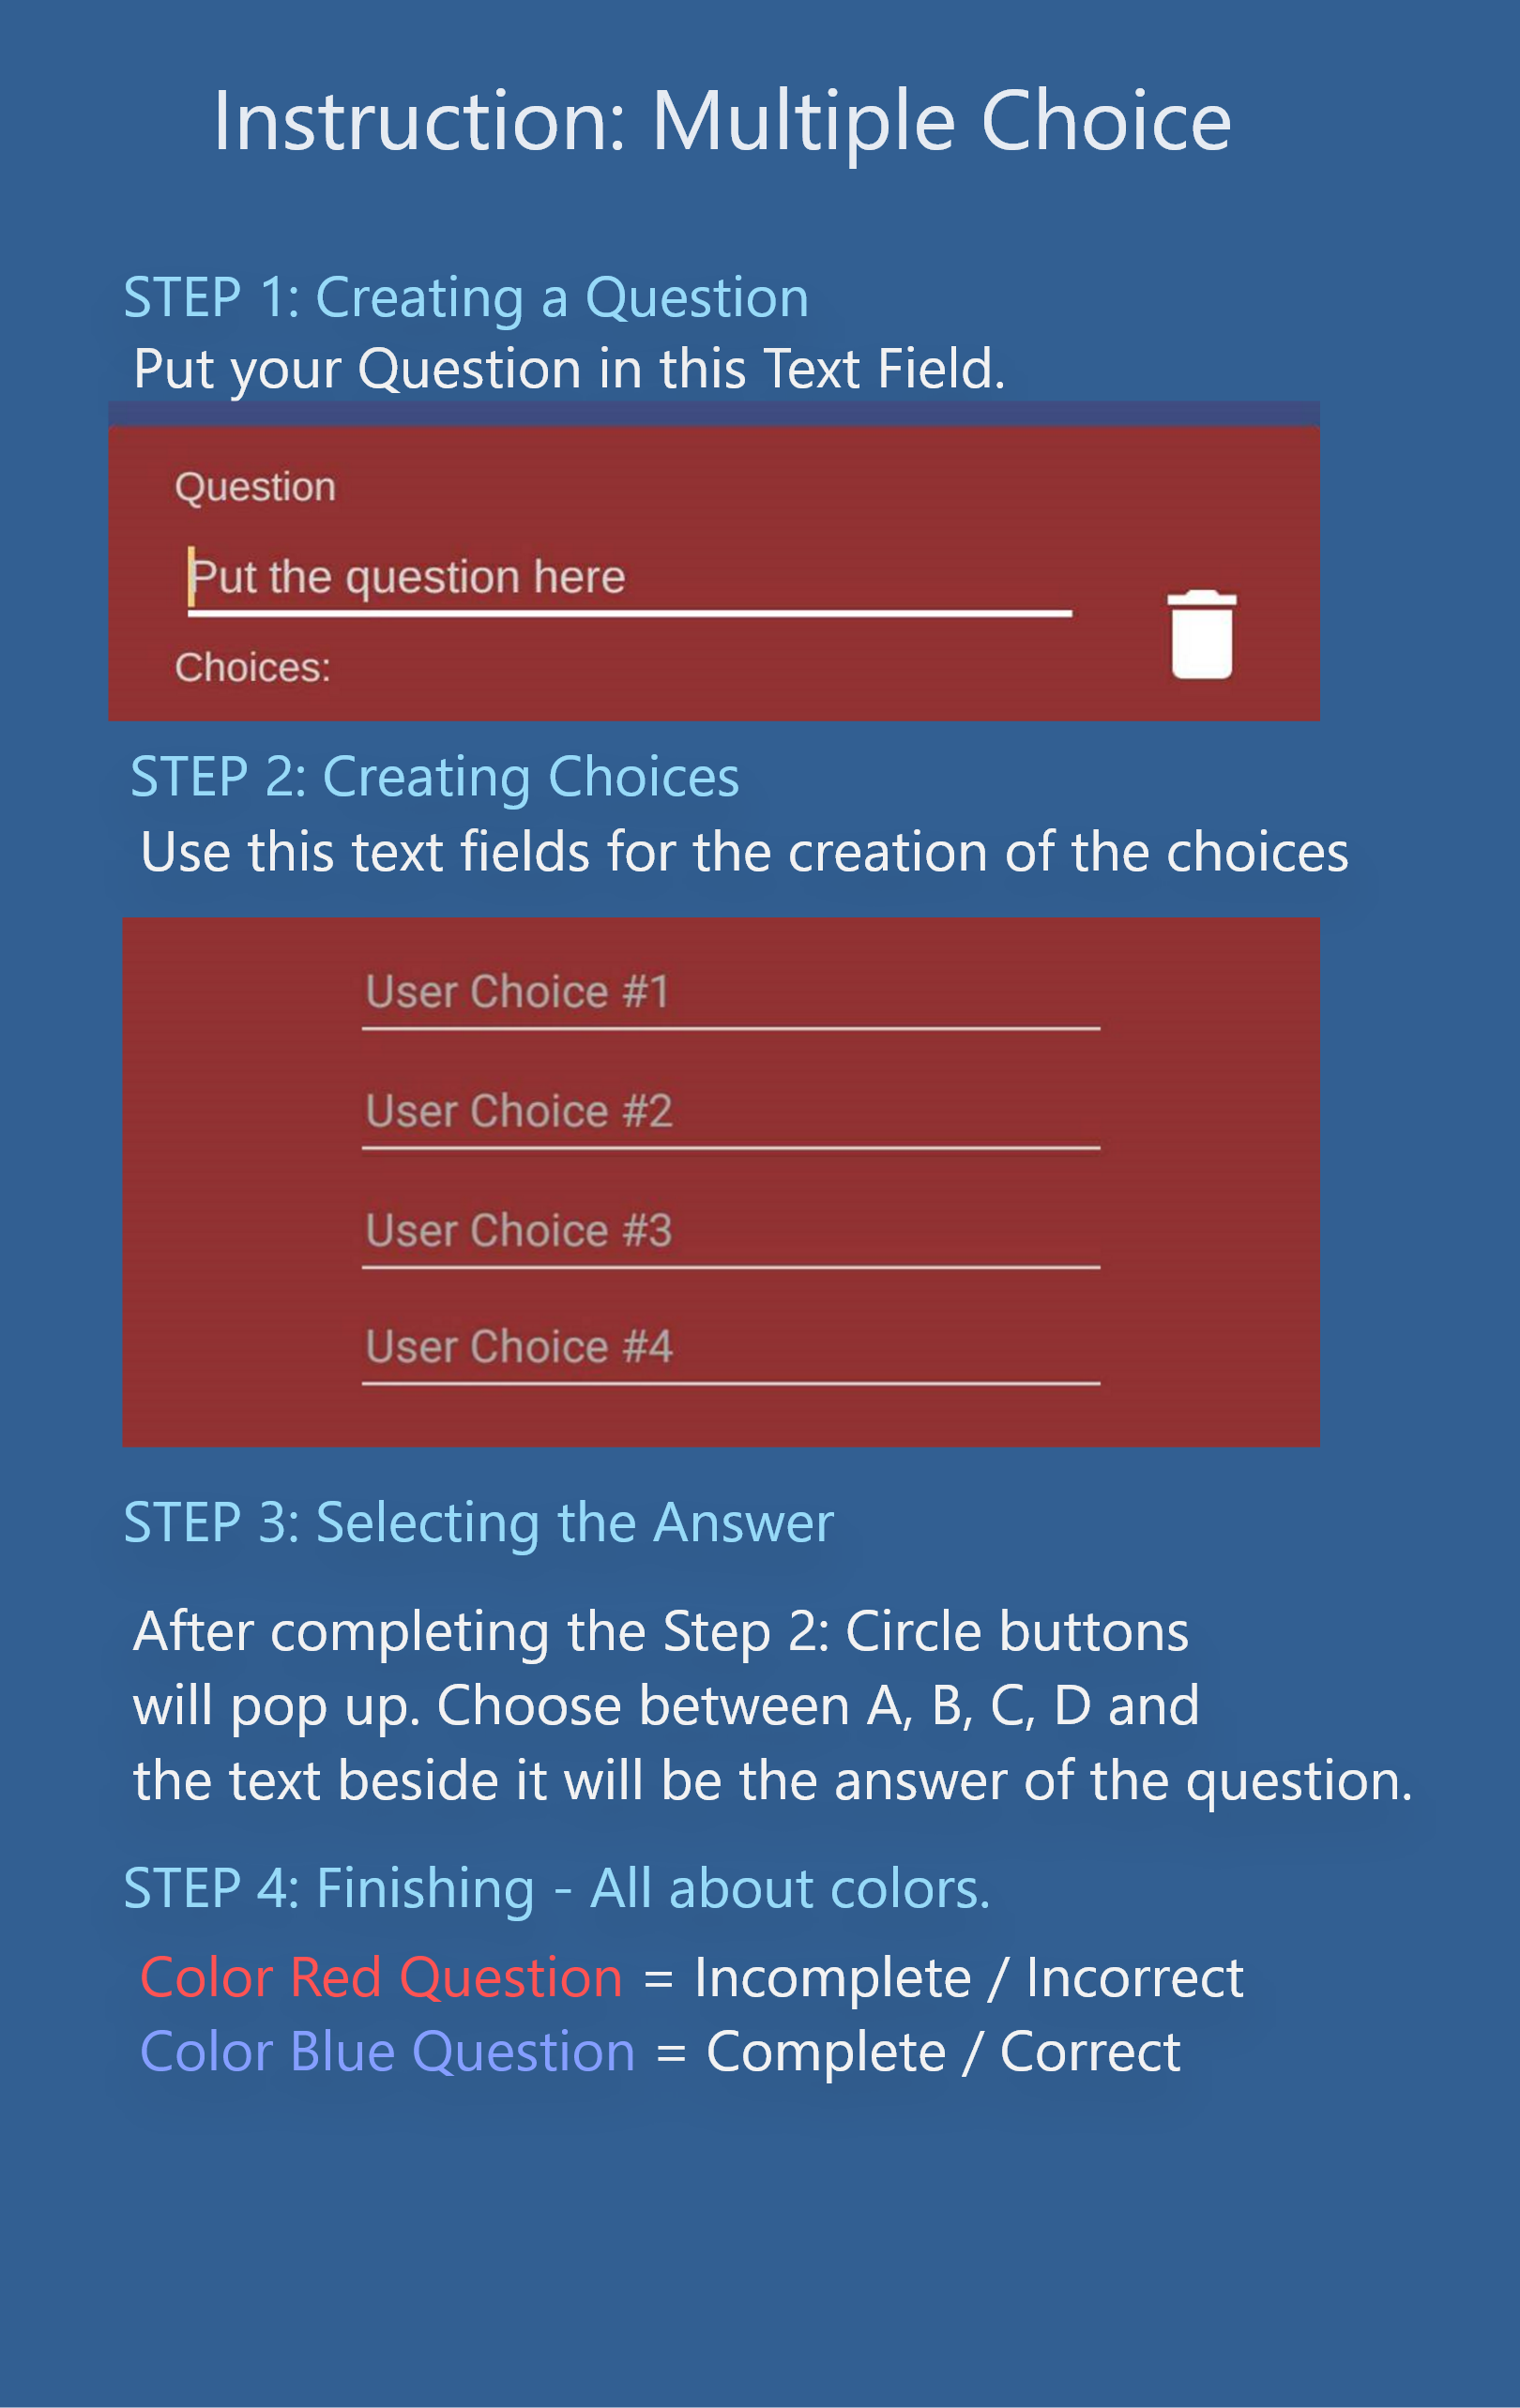 Instruction: Multiple Choice
STEP 1: Creating a Question
Put your Question in this Text Field.
Question
Put the question here
Choices:
STEP 2: Creating Choices
Use this text fields for the creation of the choices
User Choice #1
User Choice #2
User Choice #3
User Choice #4
STEP 3: Selecting the Answer
After completing the Step 2: Circle buttons
will pop up. Choose between A, B, C, D and
the text beside it will be the answer of the question.
STEP 4: Finishing - All about colors.
Color Red Question = Incomplete / Incorrect
Color Blue Question = Complete / Correct